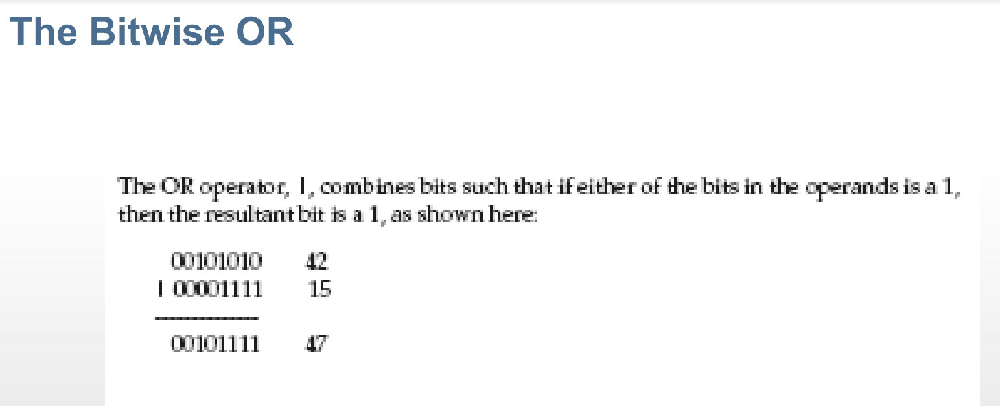 The Bitwise OR
The OR operator, |, combines bits such that if either of the bits in the operands is a 1,
then the resultant bit is a 1, as shown here:
00101010 42
| 00001111 15
00101111 47